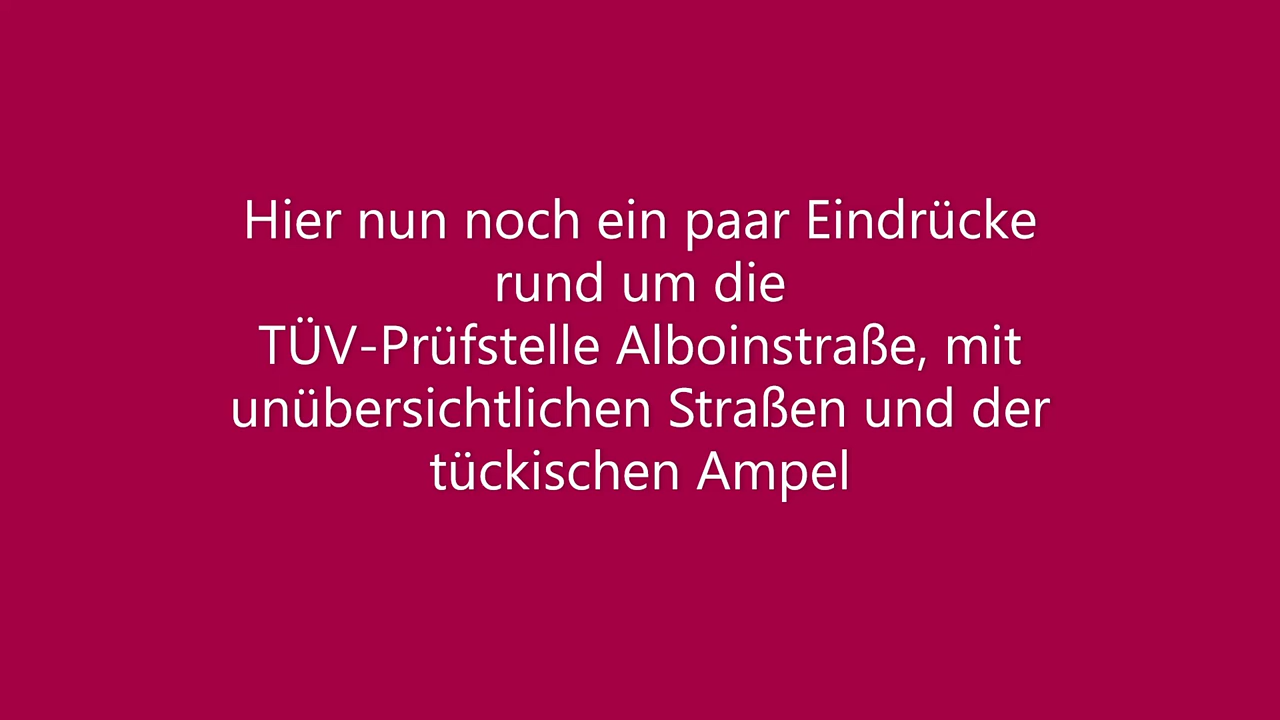 Hier nun noch ein paar Eindrücke
rund um die
TÜV-Prüfstelle Alboinstraße, mit
unübersichtlichen Straßen und der
tückischen Ampel